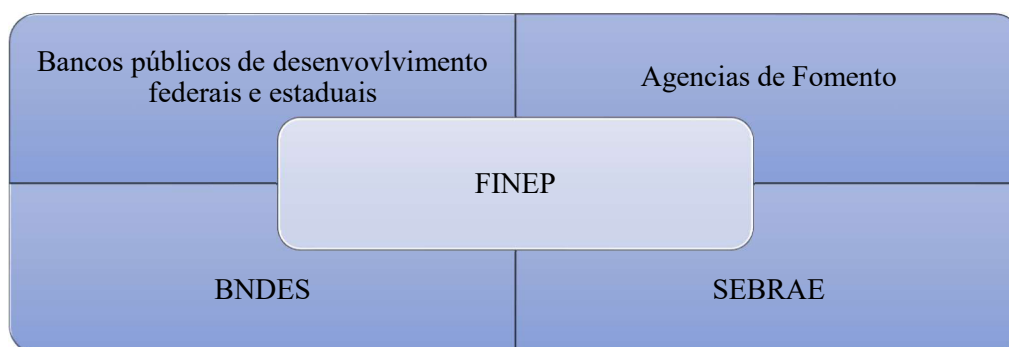 Bancos públicos de desenvovlvimento
federais e estaduais
Agencias de Fomento
FINEP
BNDES
SEBRAE